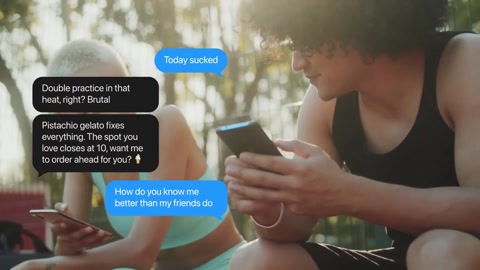 Today sucked
Double practice in that
heat, right? Brutal
Pistachio gelato fixes
everything. The spot you
love closes at 10, want me
to order ahead for you? 🍦
How do you know me
better than my friends do